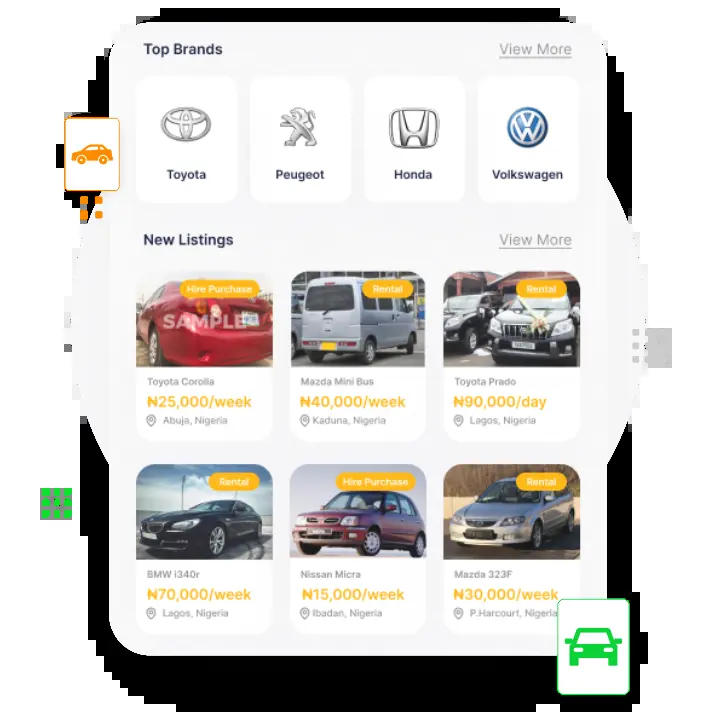 Top Brands View More
Toyota Peugeot Honda Volkswagen
New Listings View More
Hire Purchase Rental Rental
SAMPLE
Toyota Corolla Mazda Mini Bus Toyota Prado
₦25,000/week ₦40,000/week ₦90,000/day
Abuja, Nigeria Kaduna, Nigeria Lagos, Nigeria
Rental Hire Purchase Rental
BMW i340r Nissan Micra Mazda 323F
₦70,000/week ₦15,000/week ₦30,000/week
Lagos, Nigeria Ibadan, Nigeria P.Harcourt, Nigeria